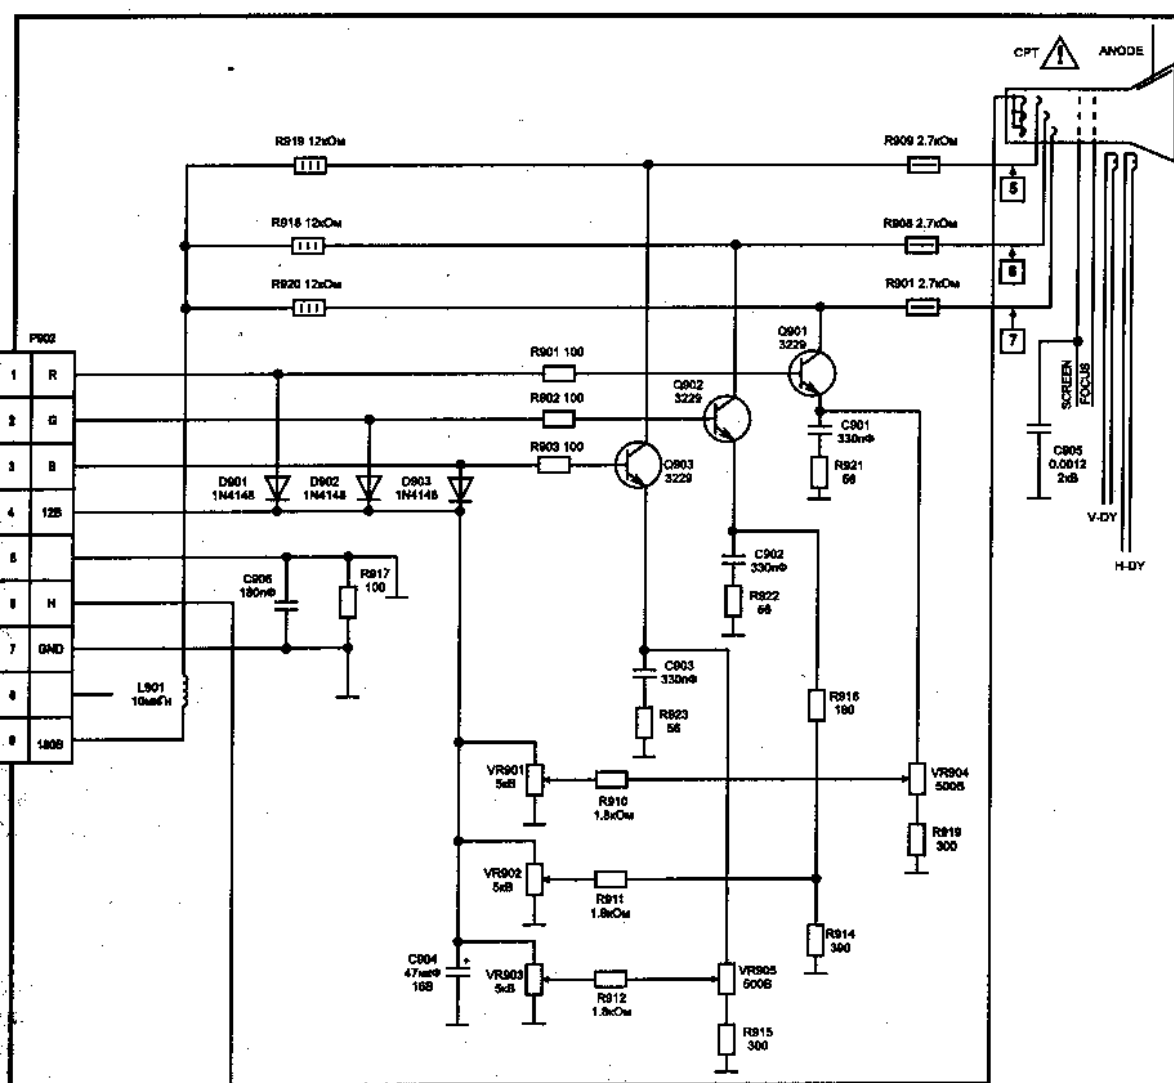 CPT ANODE
R919 12кОм
R909 2.7кОм
5
R918 12кОм
R908 2.7кОм
6
R920 12кОм
R901 2.7кОм
7
P902
Q901
3229
1 R
R901 100
Q902
3229
SCREEN
FOCUS
2 G
R902 100
C901
330пФ
3 B
R903 100
Q903
3229
R921
56
C905
0.0012
2кВ
D901
1N4148
D902
1N4148
D903
1N4148
4 12В
V-DY
5
C906
180пФ
R917
100
C902
330пФ
H-DY
6 H
R922
56
7 GND
C903
330пФ
8
L901
10мкГн
R916
180
R923
56
9 180В
VR901
5кВ
R910
1.8кОм
VR904
500В
R919
300
VR902
5кВ
R911
1.8кОм
R914
390
C904
47мкФ
16В
+
VR903
5кВ
R912
1.8кОм
VR905
500В
R915
300